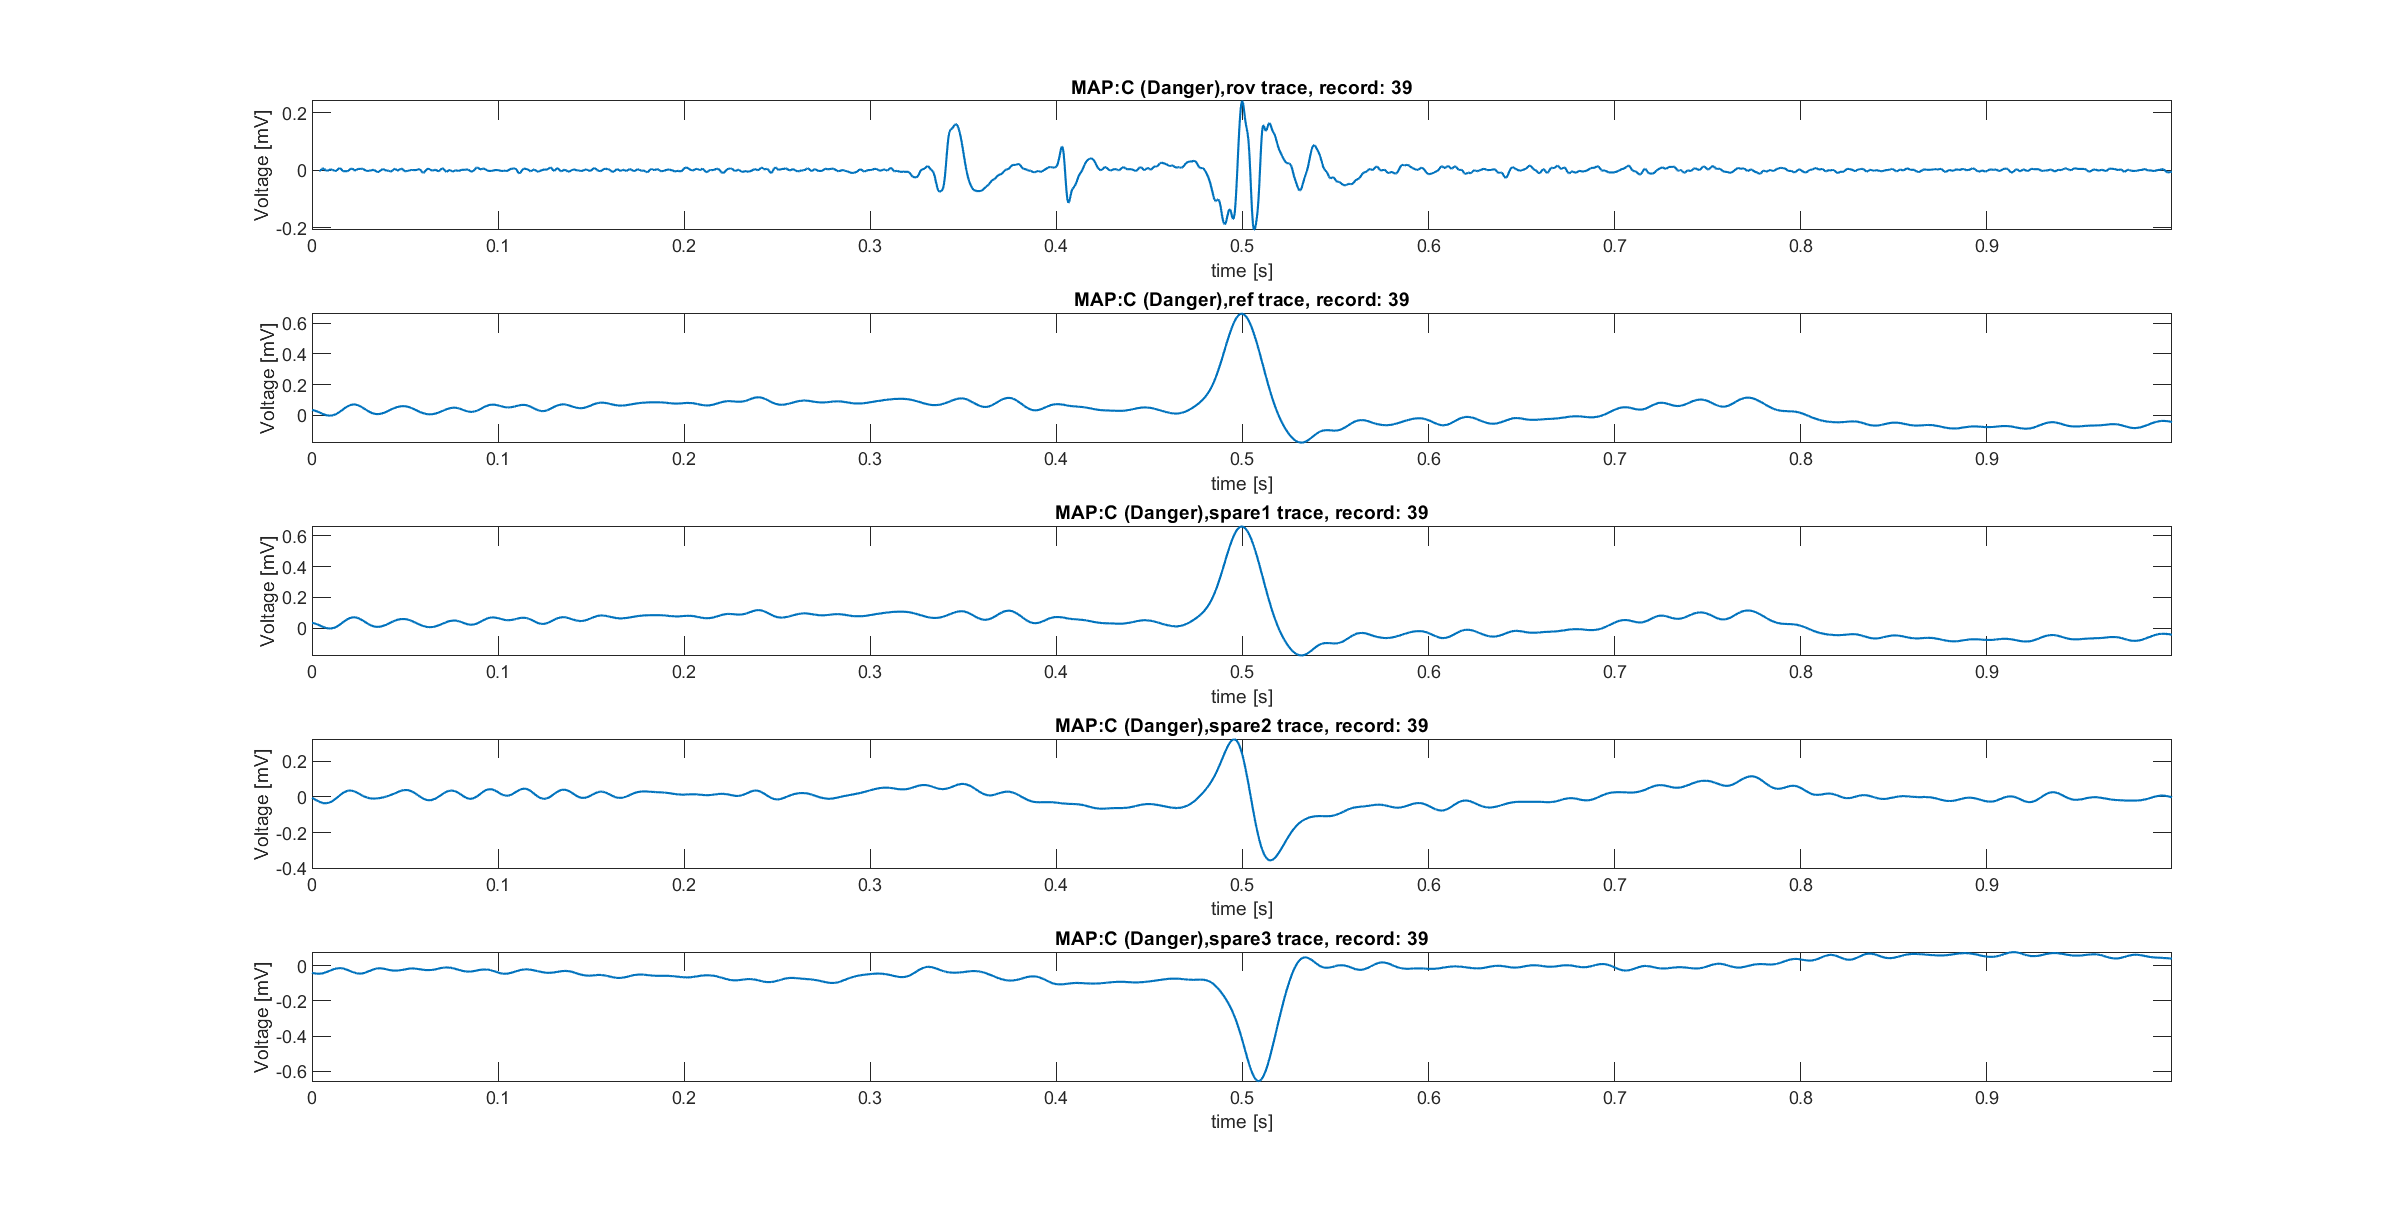 MAP:C (Danger),rov trace, record: 39
Voltage [mV]
0.2
0
-0.2
0 0.1 0.2 0.3 0.4 0.5 0.6 0.7 0.8 0.9
time [s]
MAP:C (Danger),ref trace, record: 39
Voltage [mV]
0.6
0.4
0.2
0
0 0.1 0.2 0.3 0.4 0.5 0.6 0.7 0.8 0.9
time [s]
MAP:C (Danger),spare1 trace, record: 39
Voltage [mV]
0.6
0.4
0.2
0
0 0.1 0.2 0.3 0.4 0.5 0.6 0.7 0.8 0.9
time [s]
MAP:C (Danger),spare2 trace, record: 39
Voltage [mV]
0.2
0
-0.2
-0.4
0 0.1 0.2 0.3 0.4 0.5 0.6 0.7 0.8 0.9
time [s]
MAP:C (Danger),spare3 trace, record: 39
Voltage [mV]
0
-0.2
-0.4
-0.6
0 0.1 0.2 0.3 0.4 0.5 0.6 0.7 0.8 0.9
time [s]